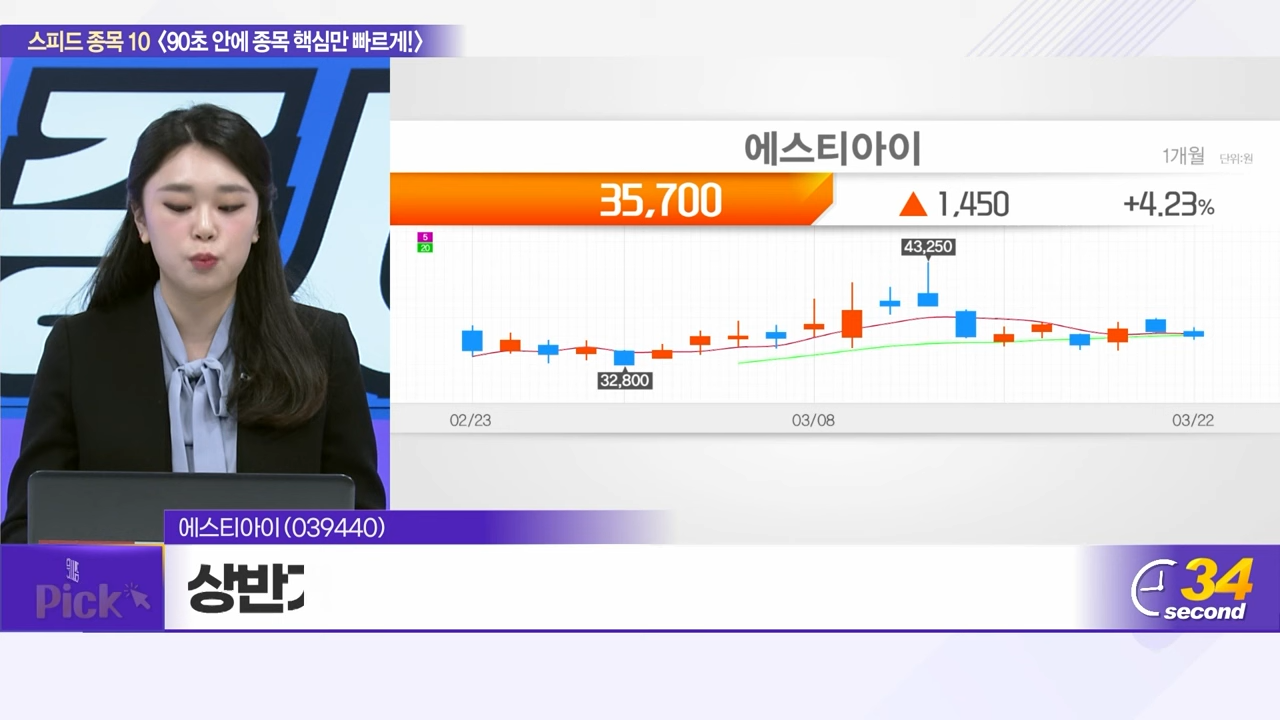 스피드 종목 10 〈90초 안에 종목 핵심만 빠르게!〉
에스티아이
1개월 단위:원
35,700 ▲ 1,450 +4.23%
5
20
43,250
32,800
02/23 03/08 03/22
에스티아이(039440)
Pick
상반
34
second